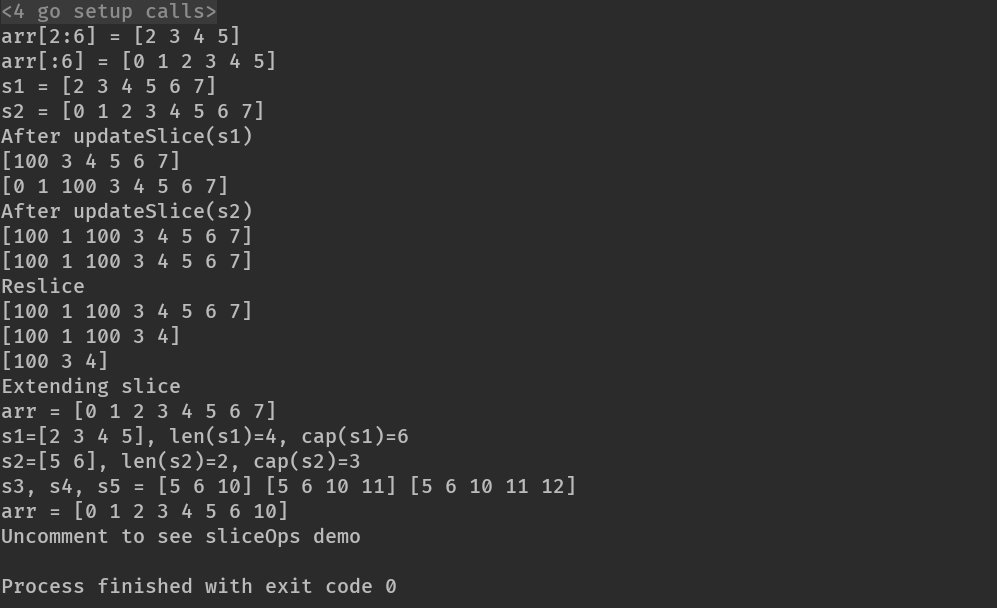 <4 go setup calls>
arr[2:6] = [2 3 4 5]
arr[:6] = [0 1 2 3 4 5]
s1 = [2 3 4 5 6 7]
s2 = [0 1 2 3 4 5 6 7]
After updateSlice(s1)
[100 3 4 5 6 7]
[0 1 100 3 4 5 6 7]
After updateSlice(s2)
[100 1 100 3 4 5 6 7]
[100 1 100 3 4 5 6 7]
Reslice
[100 1 100 3 4 5 6 7]
[100 1 100 3 4]
[100 3 4]
Extending slice
arr = [0 1 2 3 4 5 6 7]
s1=[2 3 4 5], len(s1)=4, cap(s1)=6
s2=[5 6], len(s2)=2, cap(s2)=3
s3, s4, s5 = [5 6 10] [5 6 10 11] [5 6 10 11 12]
arr = [0 1 2 3 4 5 6 10]
Uncomment to see sliceOps demo
Process finished with exit code 0